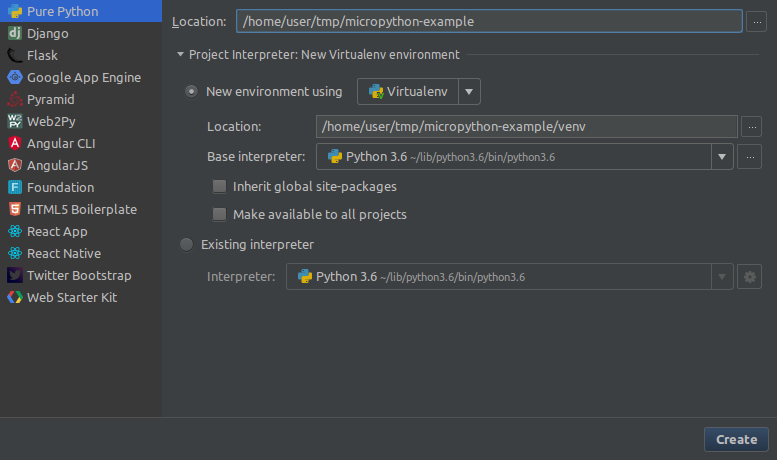 Pure Python
Django
Flask
Google App Engine
Pyramid
Web2Py
Angular CLI
AngularJS
Foundation
HTML5 Boilerplate
React App
React Native
Twitter Bootstrap
Web Starter Kit
Location: /home/user/tmp/micropython-example ...
Project Interpreter: New Virtualenv environment
New environment using Virtualenv
Location: /home/user/tmp/micropython-example/venv ...
Base interpreter: Python 3.6 ~/lib/python3.6/bin/python3.6 ...
Inherit global site-packages
Make available to all projects
Existing interpreter
Interpreter: Python 3.6 ~/lib/python3.6/bin/python3.6
Create